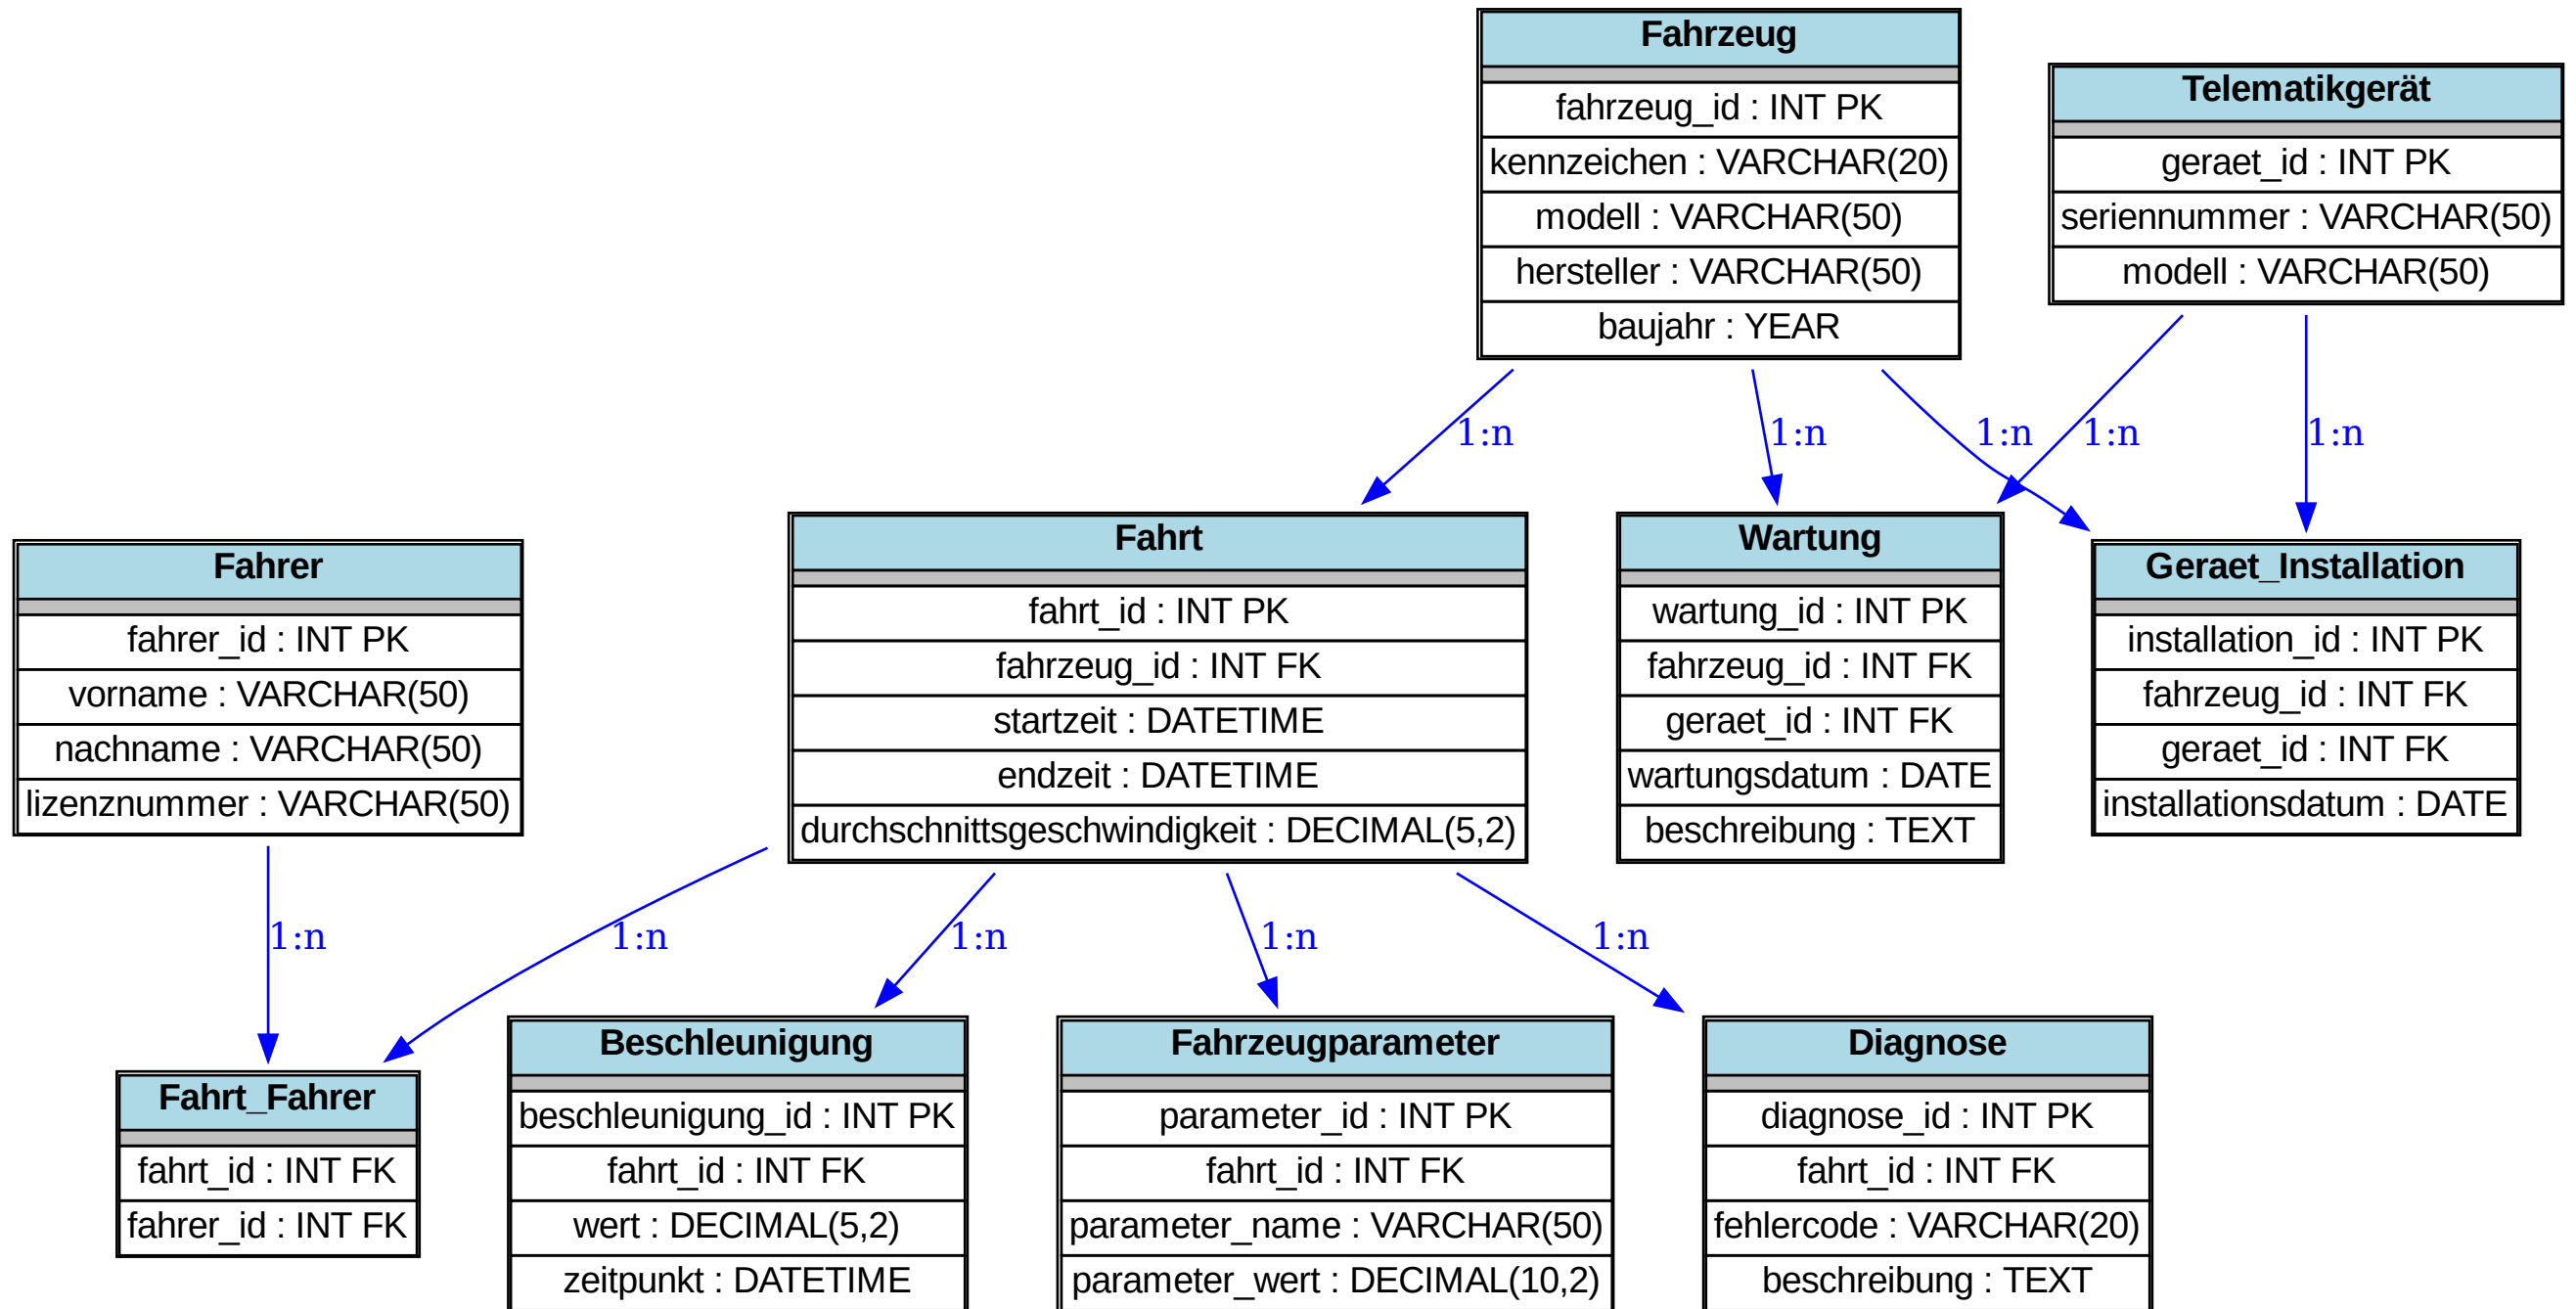 Fahrzeug
fahrzeug_id : INT PK
kennzeichen : VARCHAR(20)
modell : VARCHAR(50)
hersteller : VARCHAR(50)
baujahr : YEAR
Telematikgerät
geraet_id : INT PK
seriennummer : VARCHAR(50)
modell : VARCHAR(50)
1:n
1:n
1:n
1:n
1:n
Fahrer
fahrer_id : INT PK
vorname : VARCHAR(50)
nachname : VARCHAR(50)
lizenznummer : VARCHAR(50)
Fahrt
fahrt_id : INT PK
fahrzeug_id : INT FK
startzeit : DATETIME
endzeit : DATETIME
durchschnittsgeschwindigkeit : DECIMAL(5,2)
Wartung
wartung_id : INT PK
fahrzeug_id : INT FK
geraet_id : INT FK
wartungsdatum : DATE
beschreibung : TEXT
Geraet_Installation
installation_id : INT PK
fahrzeug_id : INT FK
geraet_id : INT FK
installationsdatum : DATE
1:n
1:n
1:n
1:n
1:n
Fahrt_Fahrer
fahrt_id : INT FK
fahrer_id : INT FK
Beschleunigung
beschleunigung_id : INT PK
fahrt_id : INT FK
wert : DECIMAL(5,2)
zeitpunkt : DATETIME
Fahrzeugparameter
parameter_id : INT PK
fahrt_id : INT FK
parameter_name : VARCHAR(50)
parameter_wert : DECIMAL(10,2)
Diagnose
diagnose_id : INT PK
fahrt_id : INT FK
fehlercode : VARCHAR(20)
beschreibung : TEXT